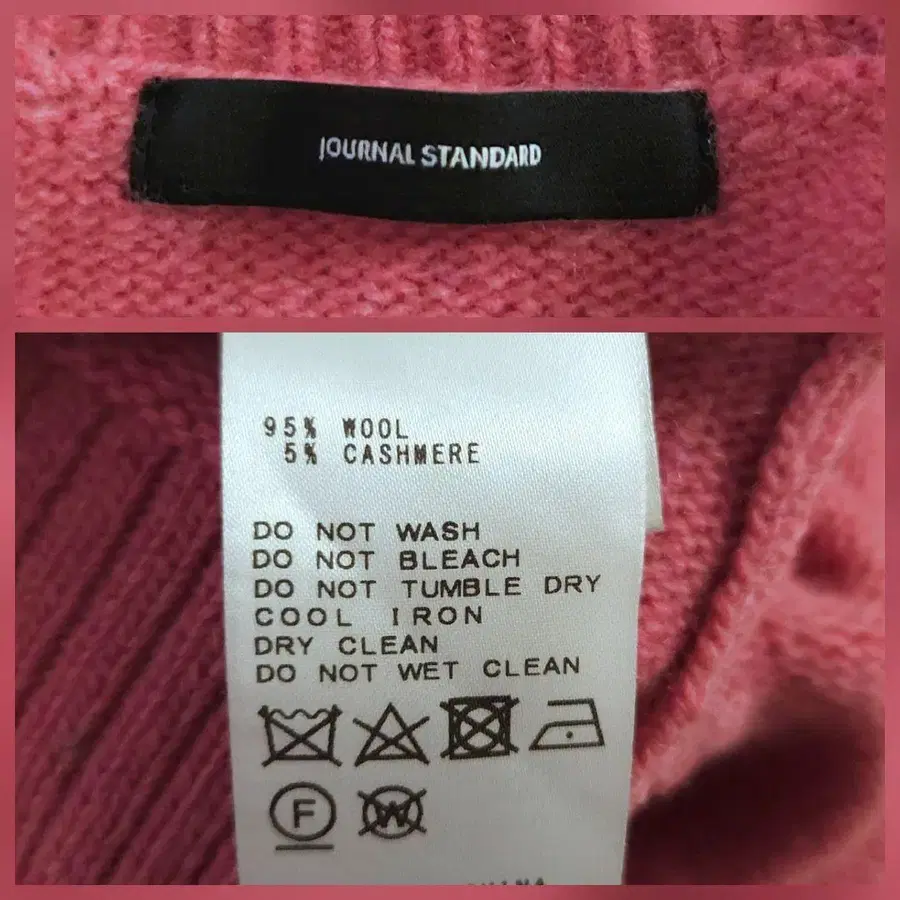 JOURNAL STANDARD
95% WOOL
5% CASHMERE
DO NOT WASH
DO NOT BLEACH
DO NOT TUMBLE DRY
COOL IRON
DRY CLEAN
DO NOT WET CLEAN
F W